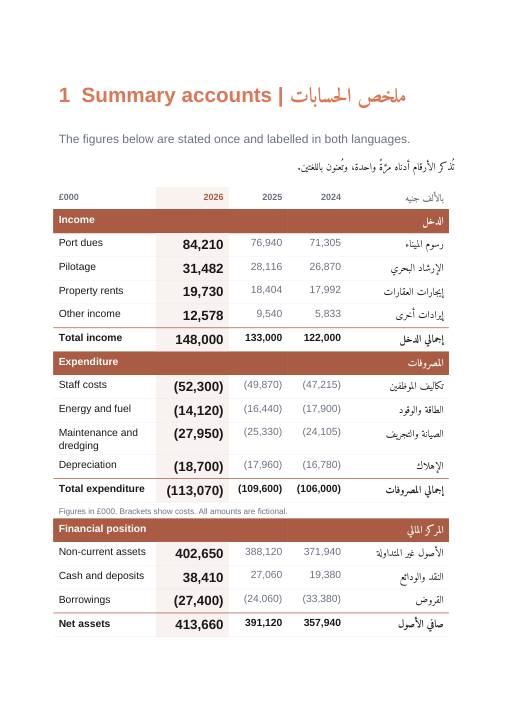 1 Summary accounts | ملخص الحسابات
The figures below are stated once and labelled in both languages.
تُذكر الأرقام أدناه مرّةً واحدة، وتُعنون باللغتين.
£000 2026 2025 2024 بالألف جنيه
Income الدخل
Port dues 84,210 76,940 71,305 رسوم الميناء
Pilotage 31,482 28,116 26,870 الإرشاد البحري
Property rents 19,730 18,404 17,992 إيجارات العقارات
Other income 12,578 9,540 5,833 إيرادات أخرى
Total income 148,000 133,000 122,000 إجمالي الدخل
Expenditure المصروفات
Staff costs (52,300) (49,870) (47,215) تكاليف الموظفين
Energy and fuel (14,120) (16,440) (17,900) الطاقة والوقود
Maintenance and (27,950) (25,330) (24,105) الصيانة والتجريف
dredging
Depreciation (18,700) (17,960) (16,780) الإهلاك
Total expenditure (113,070) (109,600) (106,000) إجمالي المصروفات
Figures in £000. Brackets show costs. All amounts are fictional.
Financial position المركز المالي
Non-current assets 402,650 388,120 371,940 الأصول غير المتداولة
Cash and deposits 38,410 27,060 19,380 النقد والودائع
Borrowings (27,400) (24,060) (33,380) القروض
Net assets 413,660 391,120 357,940 صافي الأصول